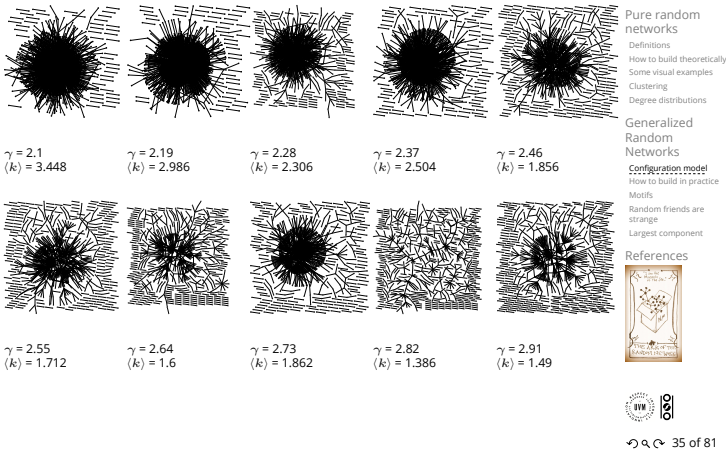 γ = 2.1
⟨k⟩ = 3.448
γ = 2.19
⟨k⟩ = 2.986
γ = 2.28
⟨k⟩ = 2.306
γ = 2.37
⟨k⟩ = 2.504
γ = 2.46
⟨k⟩ = 1.856
γ = 2.55
⟨k⟩ = 1.712
γ = 2.64
⟨k⟩ = 1.6
γ = 2.73
⟨k⟩ = 1.862
γ = 2.82
⟨k⟩ = 1.386
γ = 2.91
⟨k⟩ = 1.49
Pure random
networks
Definitions
How to build theoretically
Some visual examples
Clustering
Degree distributions
Generalized
Random
Networks
Configuration model
How to build in practice
Motifs
Random friends are
strange
Largest component
References
UVM
35 of 81